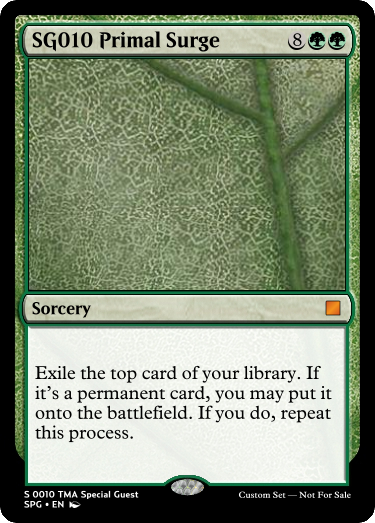 SG010 Primal Surge 8
Sorcery
Exile the top card of your library. If
it's a permanent card, you may put it
onto the battlefield. If you do, repeat
this process.
S 0010 TMA Special Guest
SPG • EN
Custom Set — Not For Sale